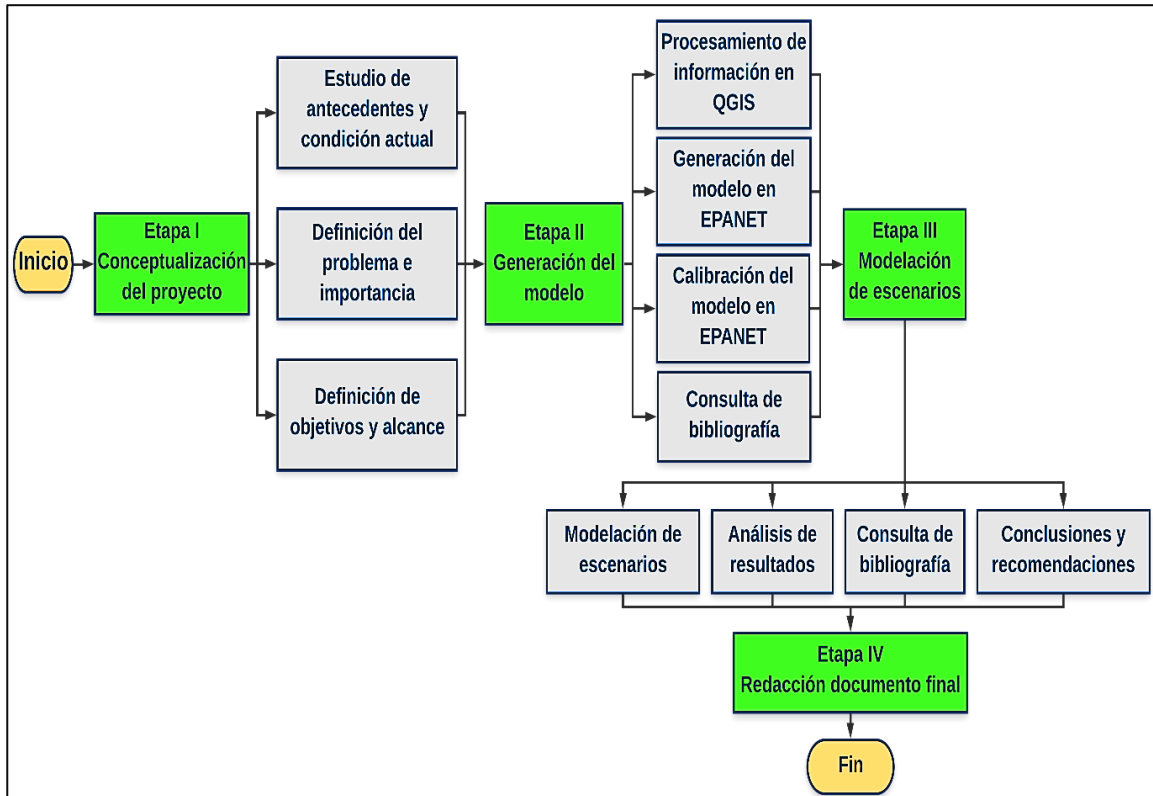 Inicio
Etapa I
Conceptualización
del proyecto
Estudio de
antecedentes y
condición actual
Definición del
problema e
importancia
Definición de
objetivos y alcance
Etapa II
Generación del
modelo
Procesamiento de
información en
QGIS
Generación del
modelo en
EPANET
Calibración del
modelo en
EPANET
Consulta de
bibliografía
Etapa III
Modelación
de escenarios
Modelación de
escenarios
Análisis de
resultados
Consulta de
bibliografía
Conclusiones y
recomendaciones
Etapa IV
Redacción documento final
Fin